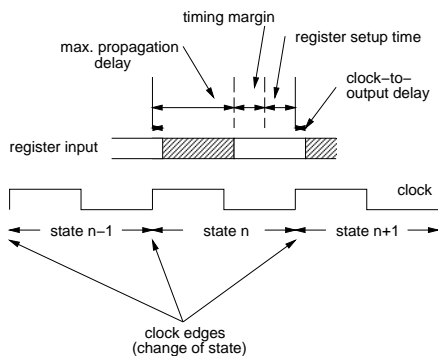 timing margin
max. propagation
delay
register setup time
clock-to-
output delay
register input
clock
state n-1
state n
state n+1
clock edges
(change of state)